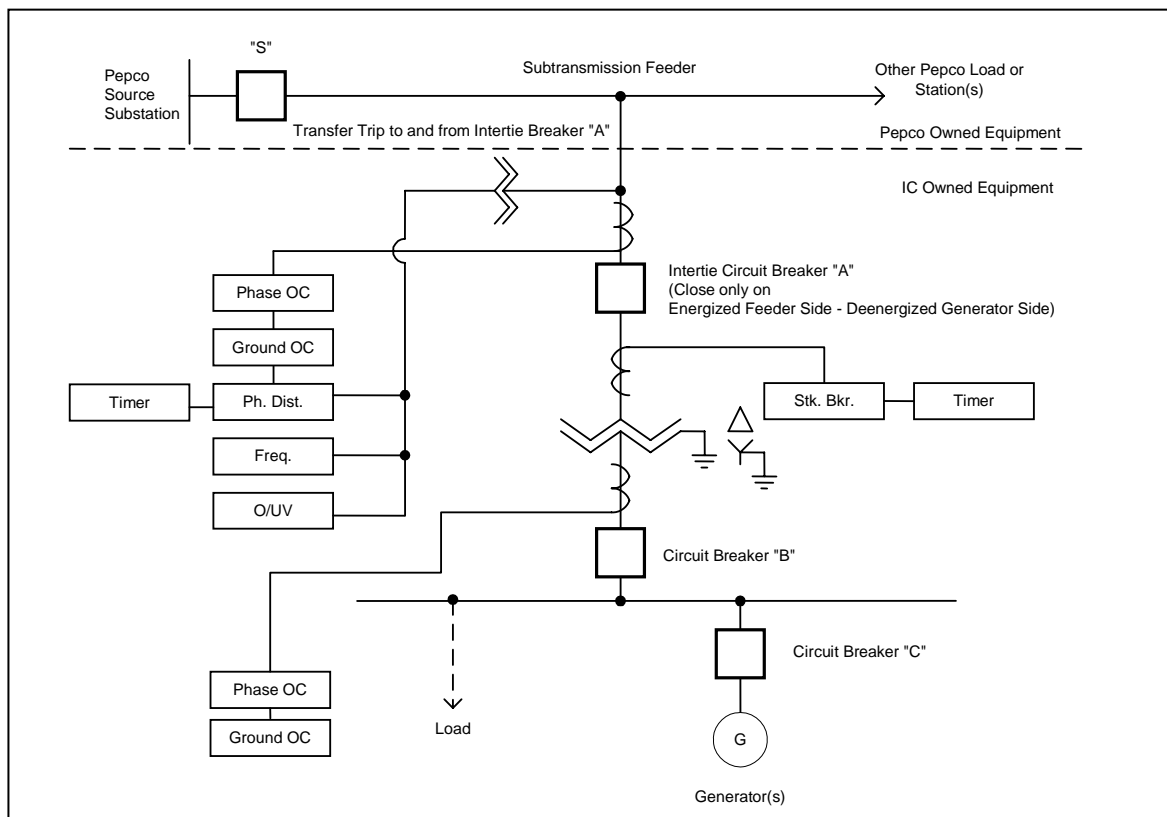 "S"
Pepco
Source
Substation
Subtransmission Feeder
Other Pepco Load or
Station(s)
Transfer Trip to and from Intertie Breaker "A"
Pepco Owned Equipment
IC Owned Equipment
Intertie Circuit Breaker "A"
(Close only on
Energized Feeder Side - Deenergized Generator Side)
Phase OC
Ground OC
Timer
Ph. Dist.
Stk. Bkr.
Timer
Freq.
O/UV
Circuit Breaker "B"
Circuit Breaker "C"
Phase OC
Ground OC
Load
G
Generator(s)